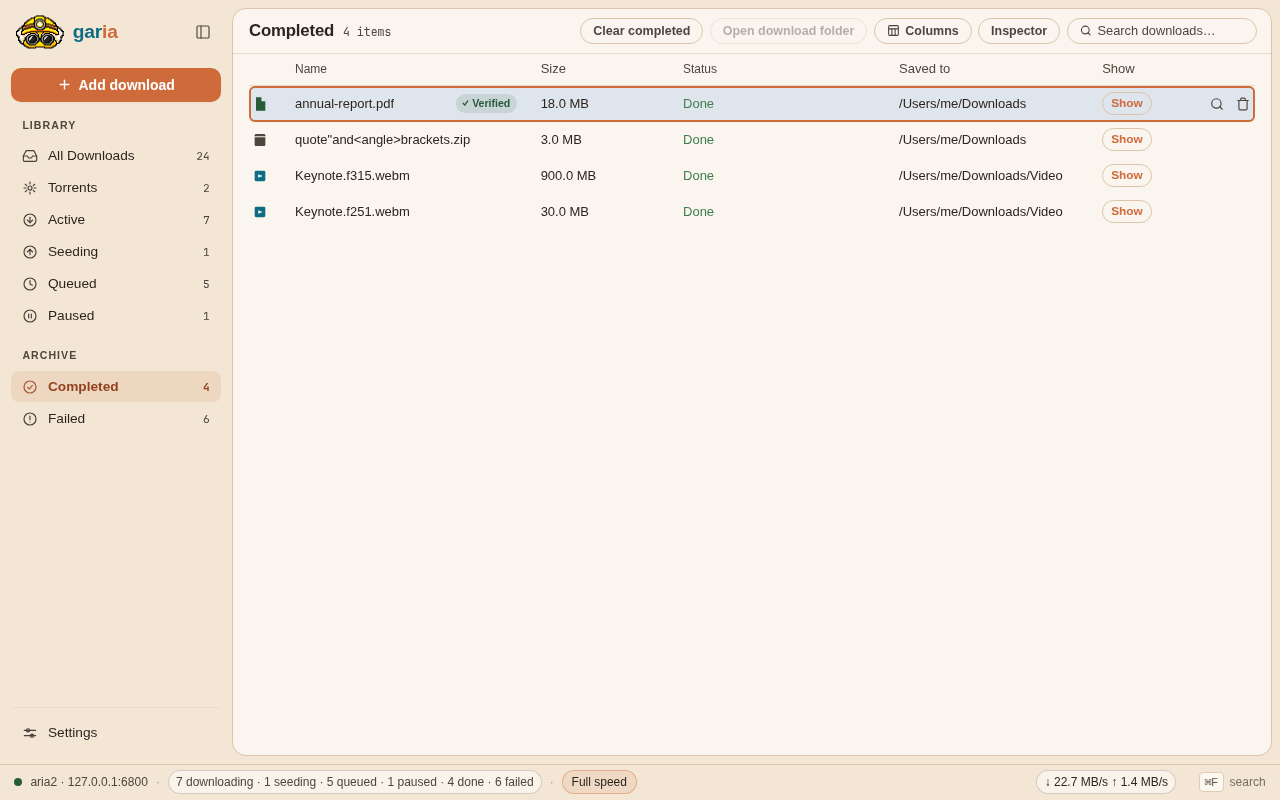 garia
Completed 4 items
Clear completed
Open download folder
Columns
Inspector
Search downloads…
Add download
LIBRARY
All Downloads 24
Torrents 2
Active 7
Seeding 1
Queued 5
Paused 1
ARCHIVE
Completed 4
Failed 6
Settings
Name Size Status Saved to Show
annual-report.pdf Verified 18.0 MB Done /Users/me/Downloads Show
quote"and<angle>brackets.zip 3.0 MB Done /Users/me/Downloads Show
Keynote.f315.webm 900.0 MB Done /Users/me/Downloads/Video Show
Keynote.f251.webm 30.0 MB Done /Users/me/Downloads/Video Show
aria2 · 127.0.0.1:6800 · 7 downloading · 1 seeding · 5 queued · 1 paused · 4 done · 6 failed · Full speed ↓ 22.7 MB/s ↑ 1.4 MB/s ⌘F search